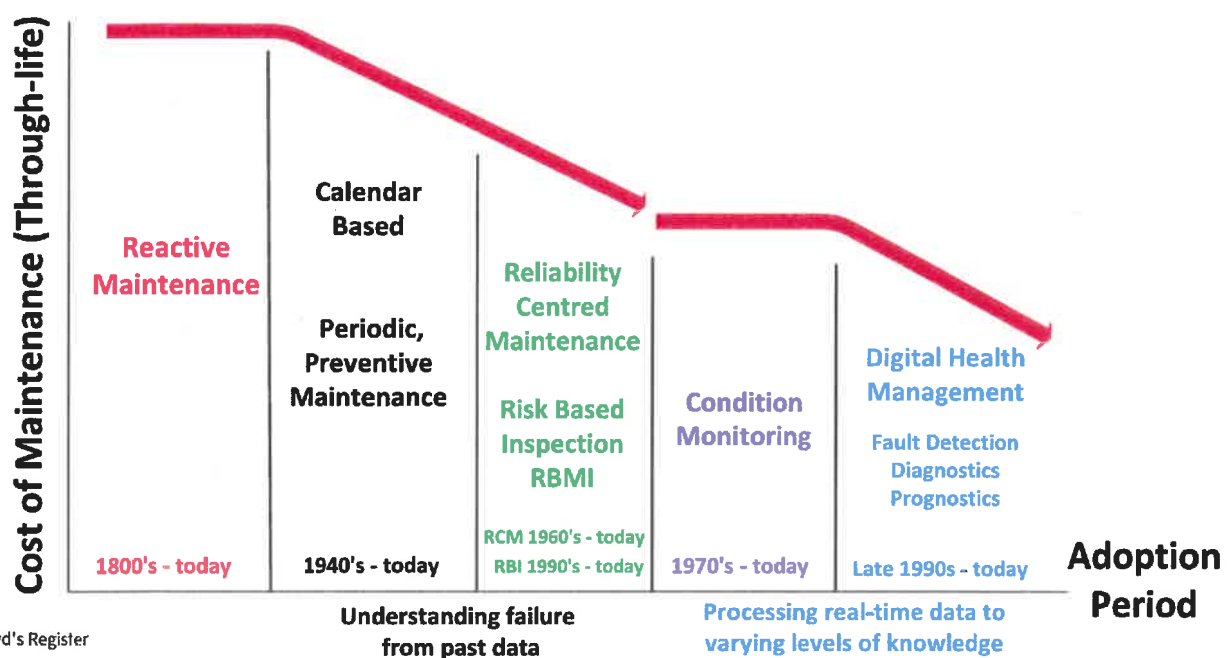 Cost of Maintenance (Through-life)
Reactive
Maintenance
1800's - today
Calendar
Based
Periodic,
Preventive
Maintenance
1940's - today
Reliability
Centred
Maintenance
Risk Based
Inspection
RBMI
RCM 1960's - today
RBI 1990's - today
Condition
Monitoring
1970's - today
Digital Health
Management
Fault Detection
Diagnostics
Prognostics
Late 1990s - today
Adoption
Period
Understanding failure
from past data
Processing real-time data to
varying levels of knowledge
d's Register